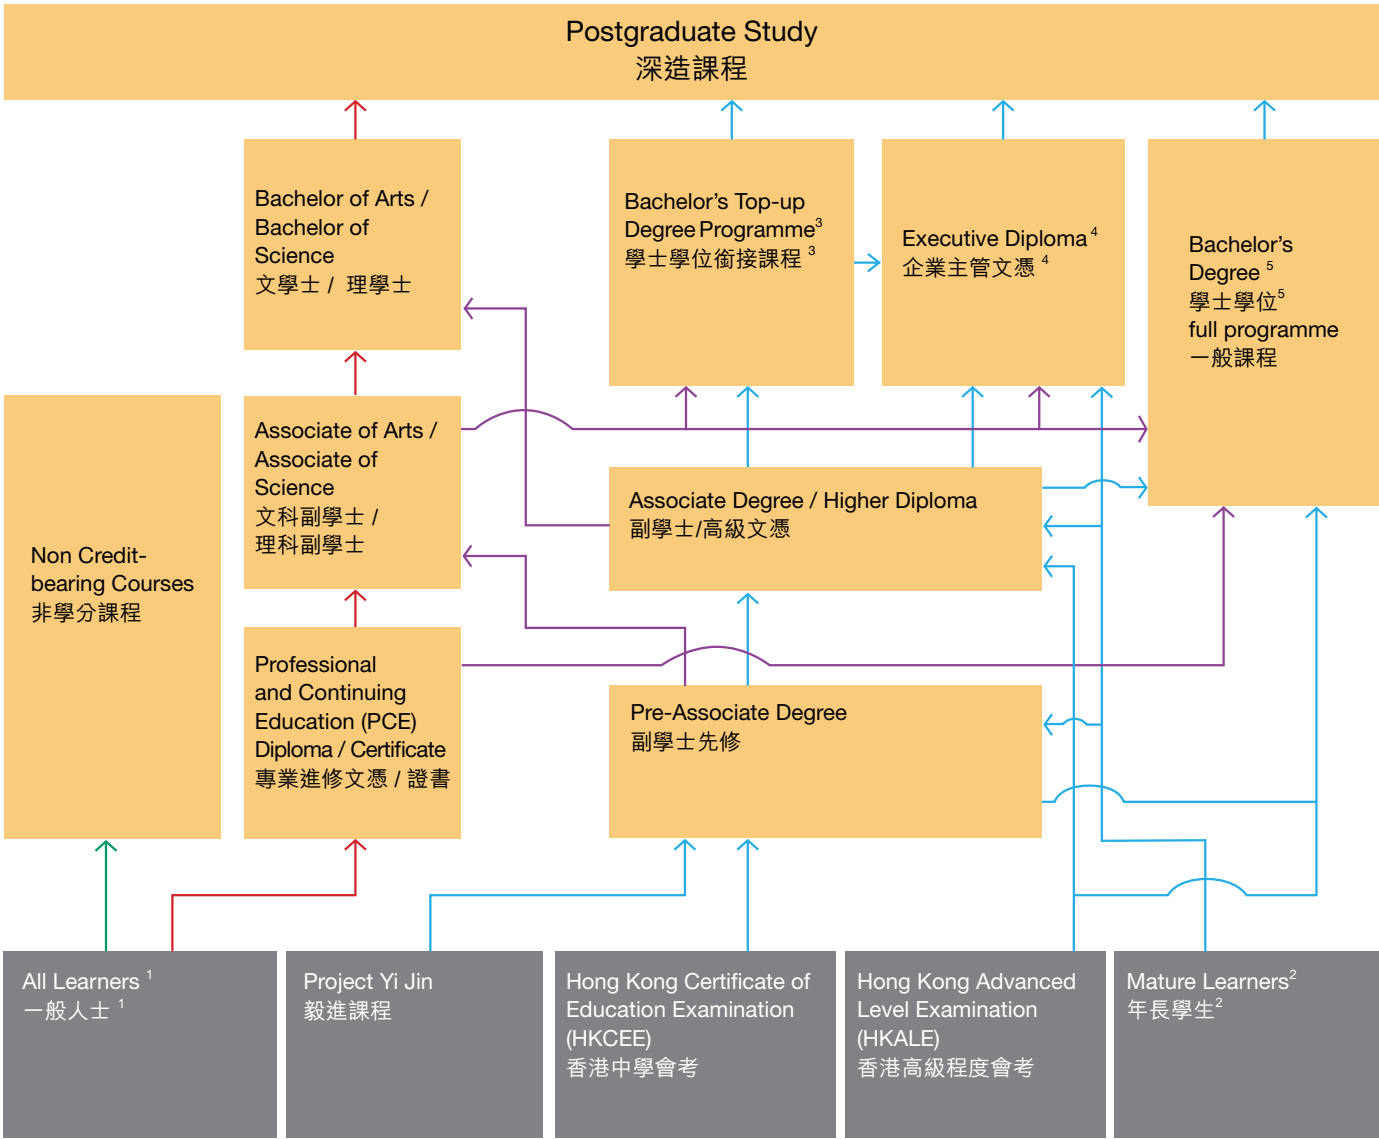 Postgraduate Study
深造課程
Bachelor of Arts /
Bachelor of
Science
文學士 / 理學士
Bachelor's Top-up
Degree Programme³
學士學位銜接課程 ³
Executive Diploma ⁴
企業主管文憑 ⁴
Bachelor's
Degree ⁵
學士學位⁵
full programme
一般課程
Non Credit-
bearing Courses
非學分課程
Associate of Arts /
Associate of
Science
文科副學士 /
理科副學士
Associate Degree / Higher Diploma
副學士/高級文憑
Professional
and Continuing
Education (PCE)
Diploma / Certificate
專業進修文憑 / 證書
Pre-Associate Degree
副學士先修
All Learners ¹
一般人士 ¹
Project Yi Jin
毅進課程
Hong Kong Certificate of
Education Examination
(HKCEE)
香港中學會考
Hong Kong Advanced
Level Examination
(HKALE)
香港高級程度會考
Mature Learners²
年長學生²